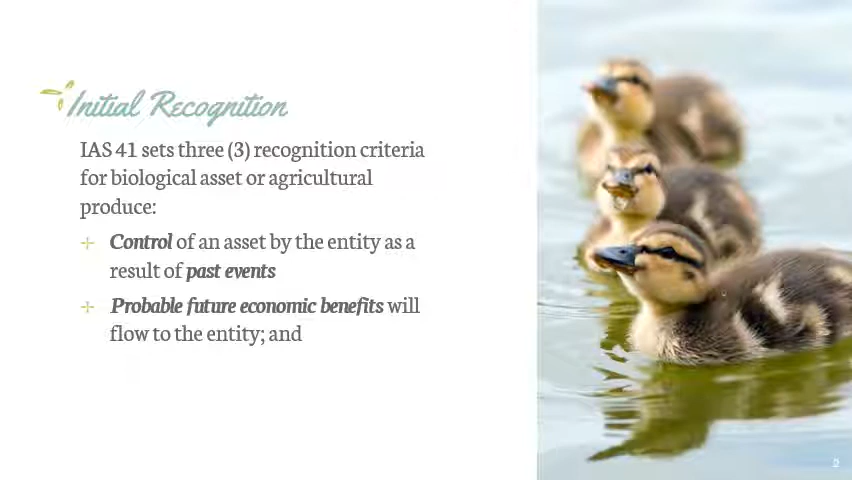 Initial Recognition
IAS 41 sets three (3) recognition criteria
for biological asset or agricultural
produce:
Control of an asset by the entity as a
result of past events
Probable future economic benefits will
flow to the entity; and
2